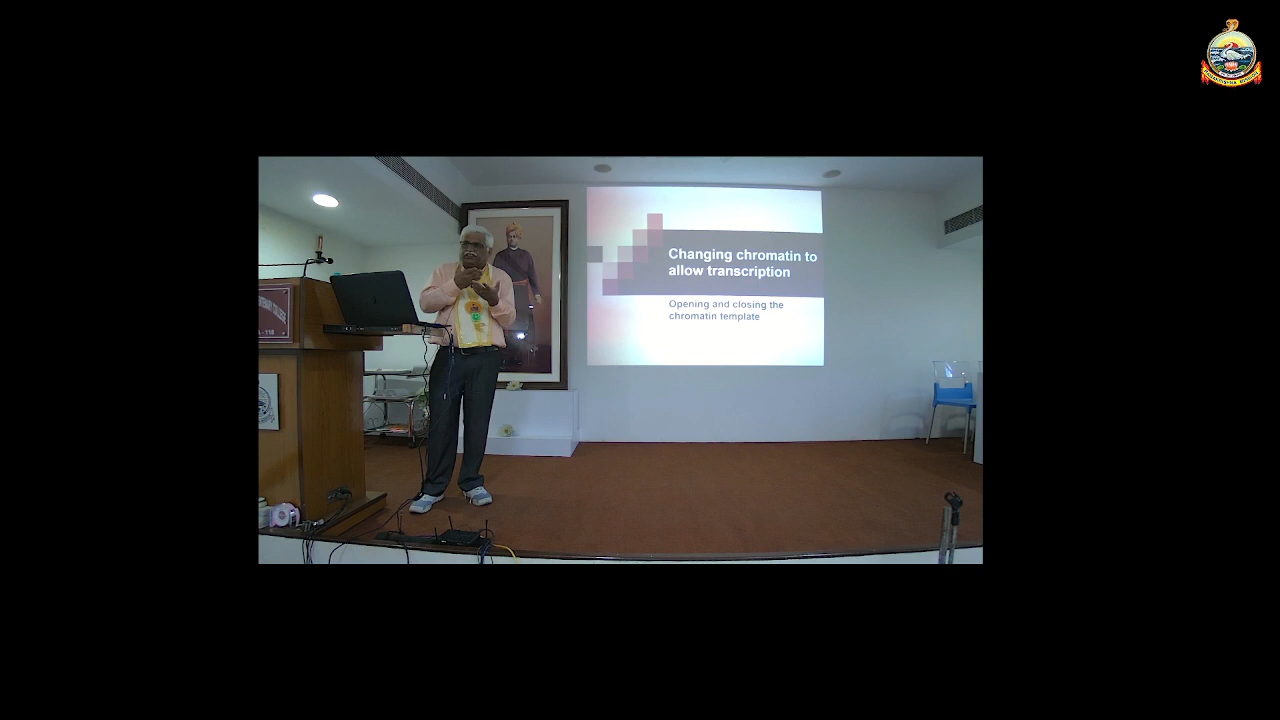 Changing chromatin to
allow transcription
Opening and closing the
chromatin template